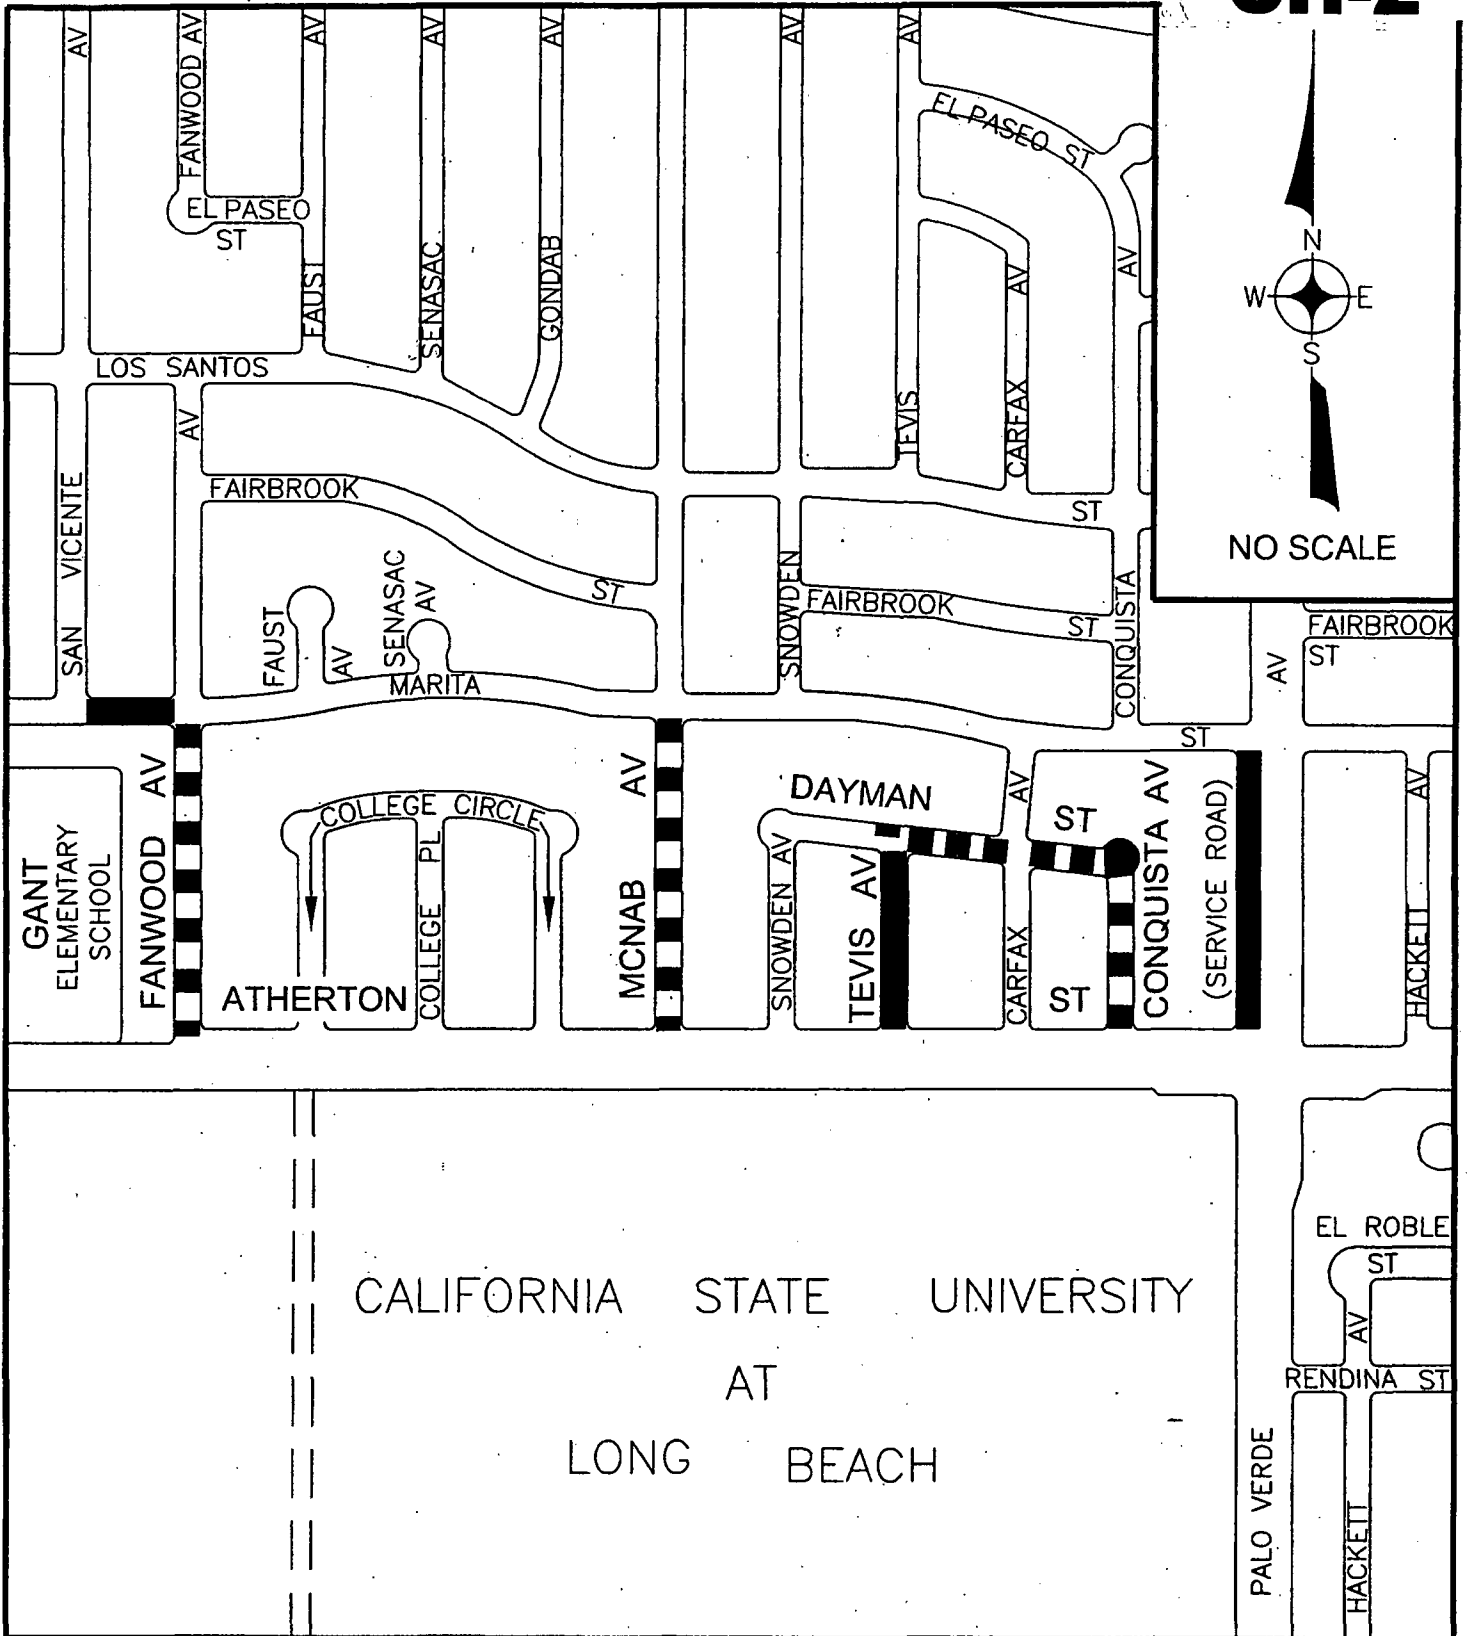 AV
FANWOOD AV
AV
AV
AV
AV
AV
EL PASEO ST
EL PASEO
ST
FAUST
SENASAC
GONDAB
AV
AV
N
W E
S
NO SCALE
LOS SANTOS
AV
TEVIS
CARFAX
FAIRBROOK
ST
ST
SAN VICENTE
SENASAC
AV
FAUST
AV
SNOWDEN
FAIRBROOK
ST
CONQUISTA
FAIRBROOK
ST
AV
MARITA
ST
GANT
ELEMENTARY
SCHOOL
FANWOOD AV
COLLEGE CIRCLE
COLLEGE PL
MCNAB AV
DAYMAN
ST
AV
SNOWDEN AV
TEVIS AV
CARFAX
CONQUISTA AV
(SERVICE ROAD)
AV
HACKETT
ATHERTON
ST
CALIFORNIA STATE UNIVERSITY
AT
LONG BEACH
EL ROBLE
ST
AV
RENDINA ST
PALO VERDE
HACKETT